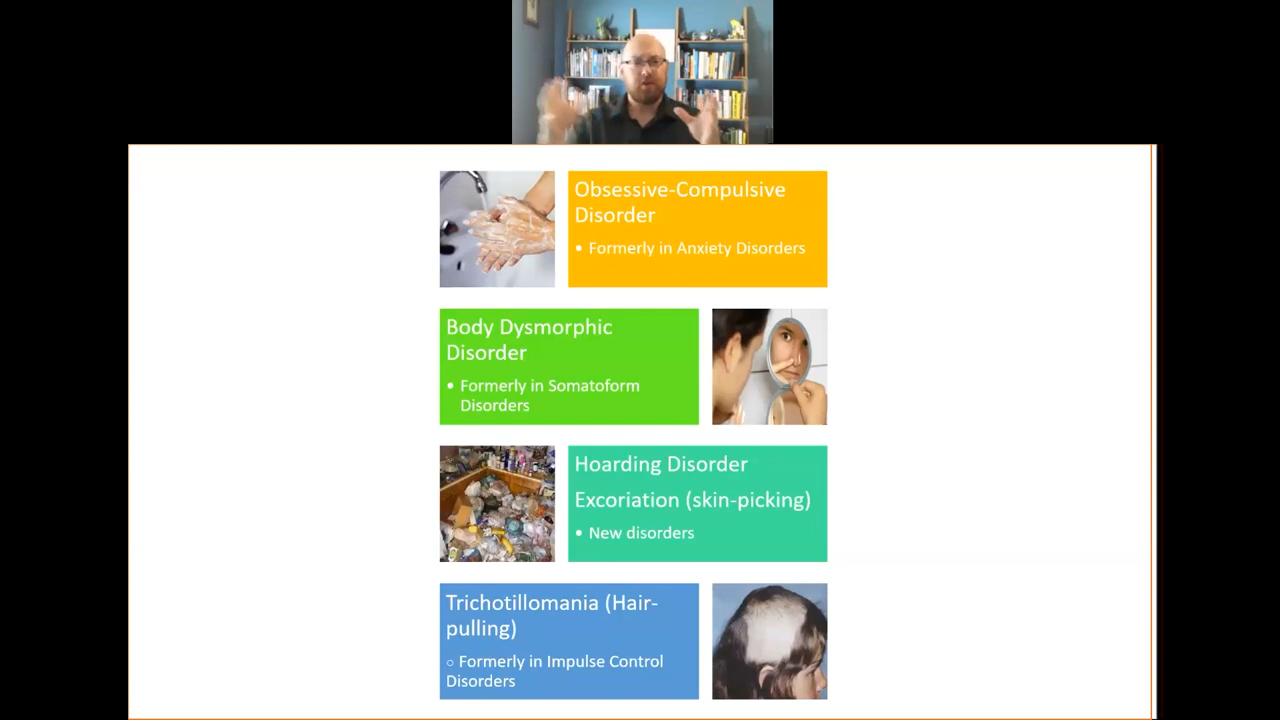 Obsessive-Compulsive
Disorder
• Formerly in Anxiety Disorders
Body Dysmorphic
Disorder
• Formerly in Somatoform
Disorders
Hoarding Disorder
Excoriation (skin-picking)
• New disorders
Trichotillomania (Hair-
pulling)
○ Formerly in Impulse Control
Disorders